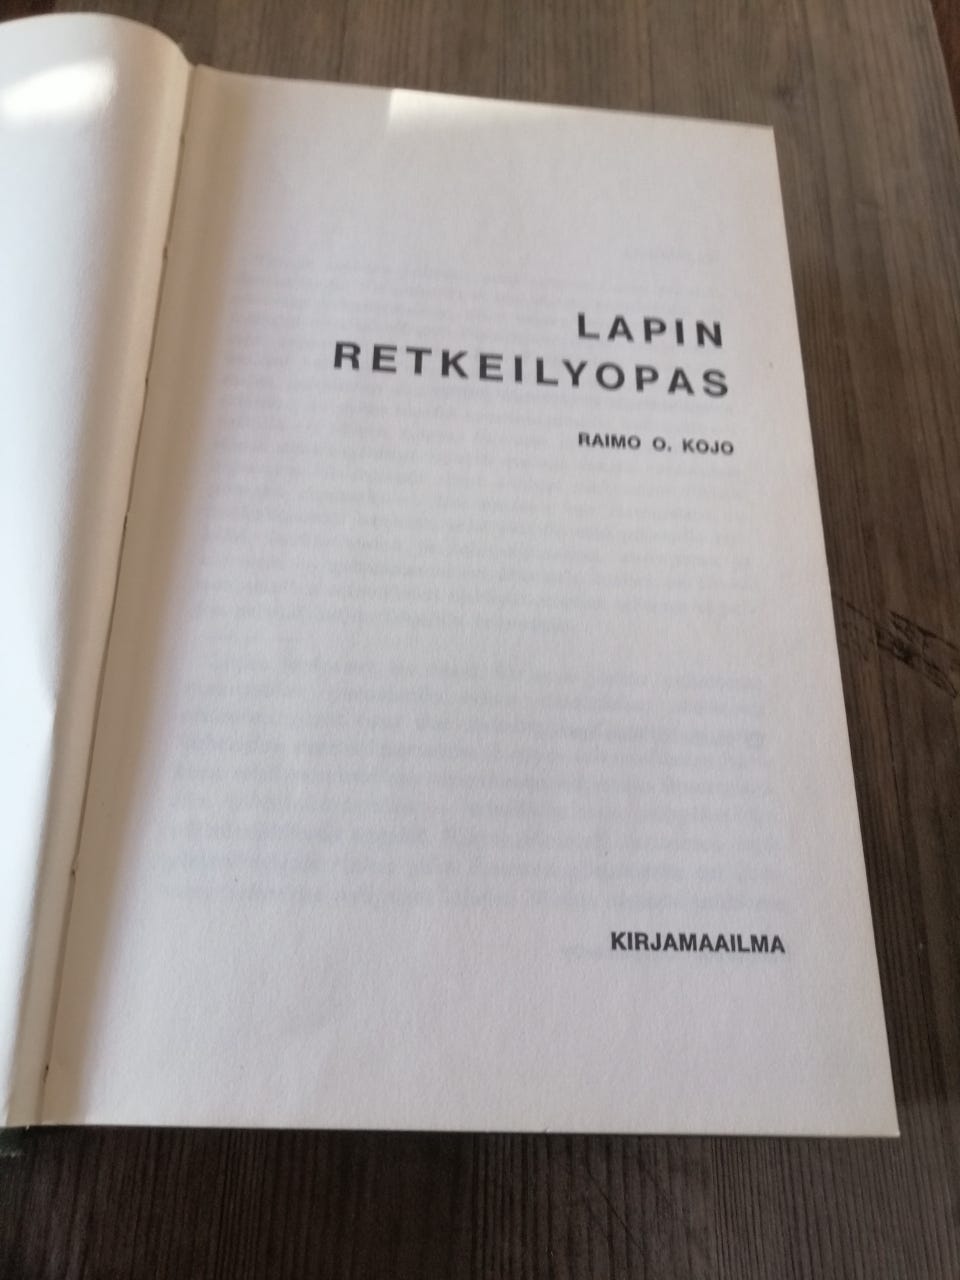 LAPIN
RETKEILYOPAS
RAIMO O. KOJO
KIRJAMAAILMA